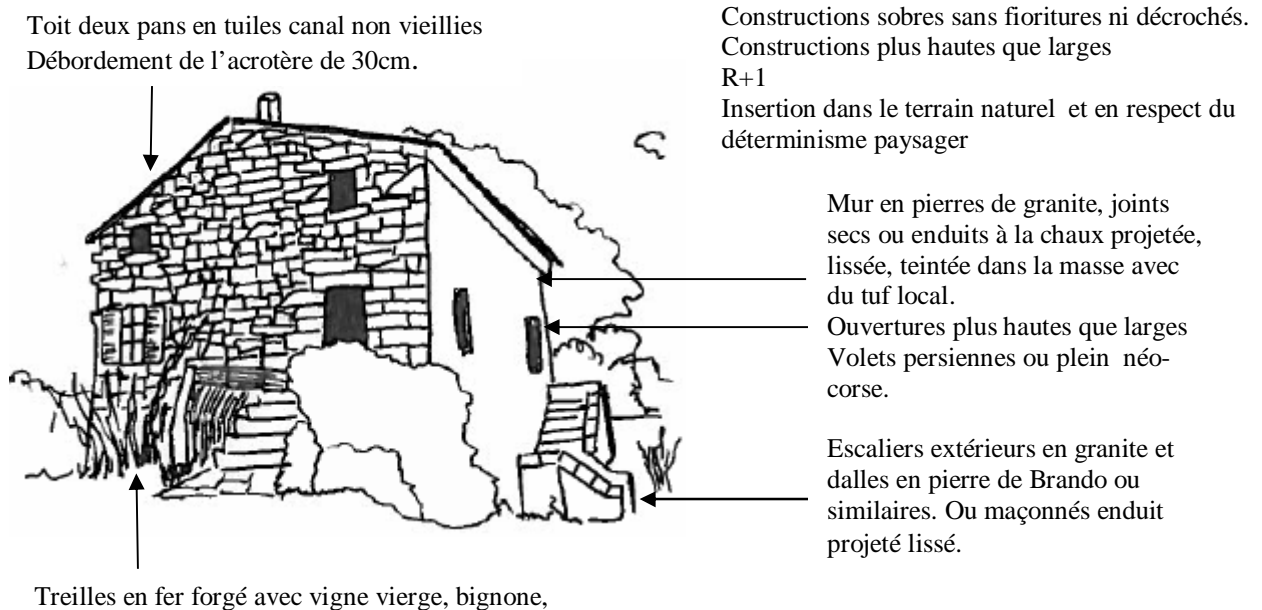 Toit deux pans en tuiles canal non vieillies
Débordement de l’acrotère de 30cm.
Constructions sobres sans fioritures ni décrochés.
Constructions plus hautes que larges
R+1
Insertion dans le terrain naturel et en respect du
déterminisme paysager
Mur en pierres de granite, joints
secs ou enduits à la chaux projetée,
lissée, teintée dans la masse avec
du tuf local.
Ouvertures plus hautes que larges
Volets persiennes ou plein néo-
corse.
Escaliers extérieurs en granite et
dalles en pierre de Brando ou
similaires. Ou maçonnés enduit
projeté lissé.
Treilles en fer forgé avec vigne vierge, bignone,